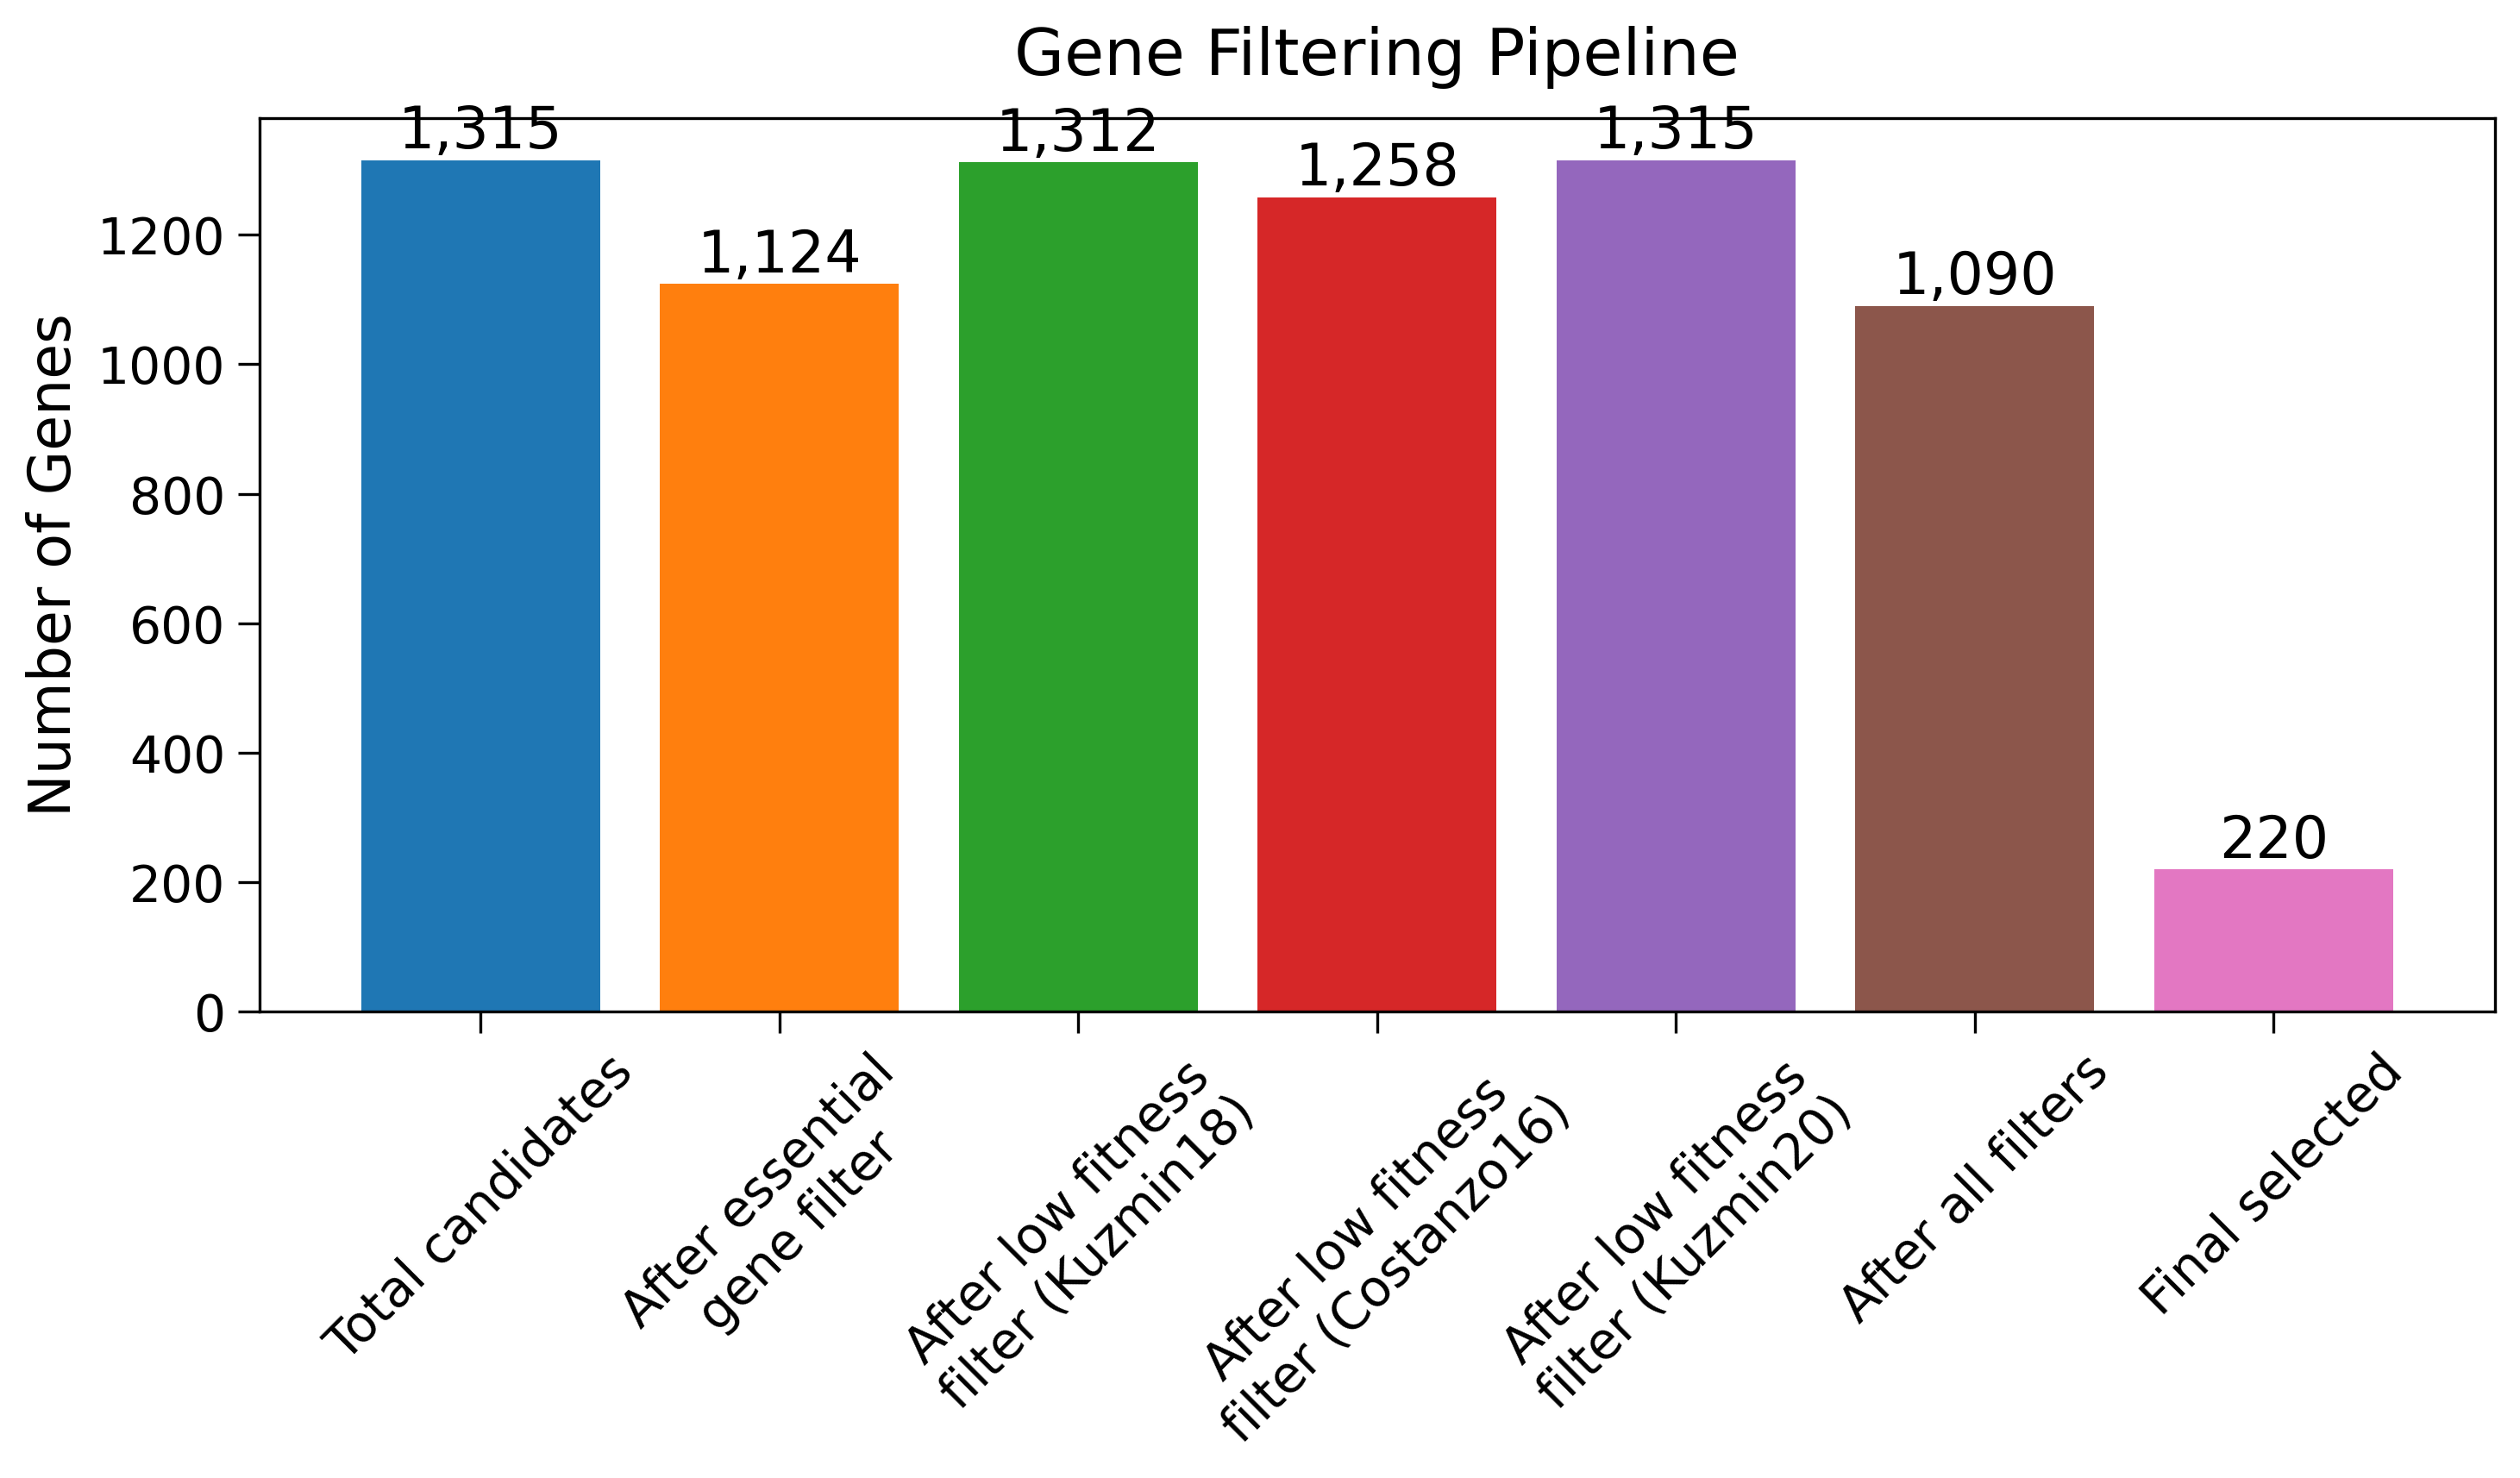 Gene Filtering Pipeline
Number of Genes
1200
1000
800
600
400
200
0
1,315
1,124
1,312
1,258
1,315
1,090
220
Total candidates
After essential
gene filter
After low fitness
filter (Kuzmin18)
After low fitness
filter (Costanzo16)
After low fitness
filter (Kuzmin20)
After all filters
Final selected